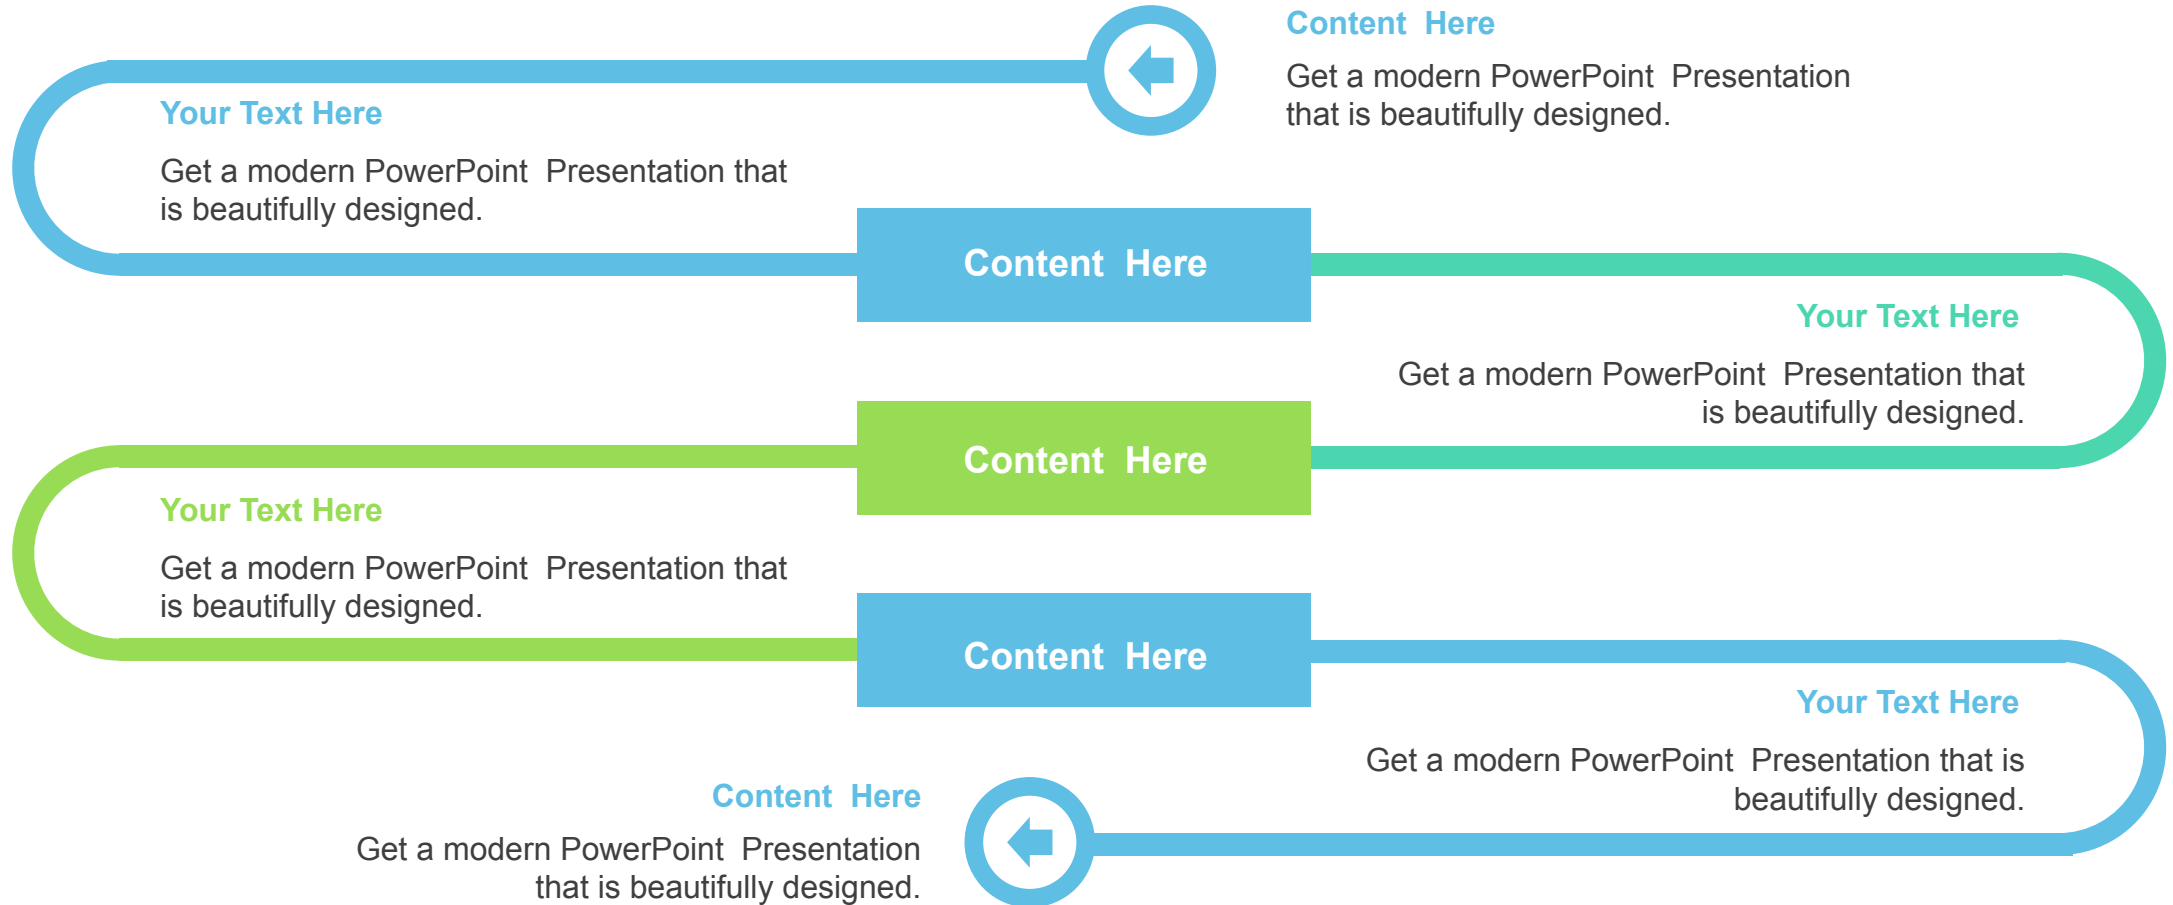 Content  Here
Get a modern PowerPoint  Presentation
that is beautifully designed.
Your Text Here
Get a modern PowerPoint  Presentation that
is beautifully designed.
Content  Here
Your Text Here
Get a modern PowerPoint  Presentation that
is beautifully designed.
Content  Here
Your Text Here
Get a modern PowerPoint  Presentation that
is beautifully designed.
Content  Here
Your Text Here
Get a modern PowerPoint  Presentation that is
beautifully designed.
Content  Here
Get a modern PowerPoint  Presentation
that is beautifully designed.